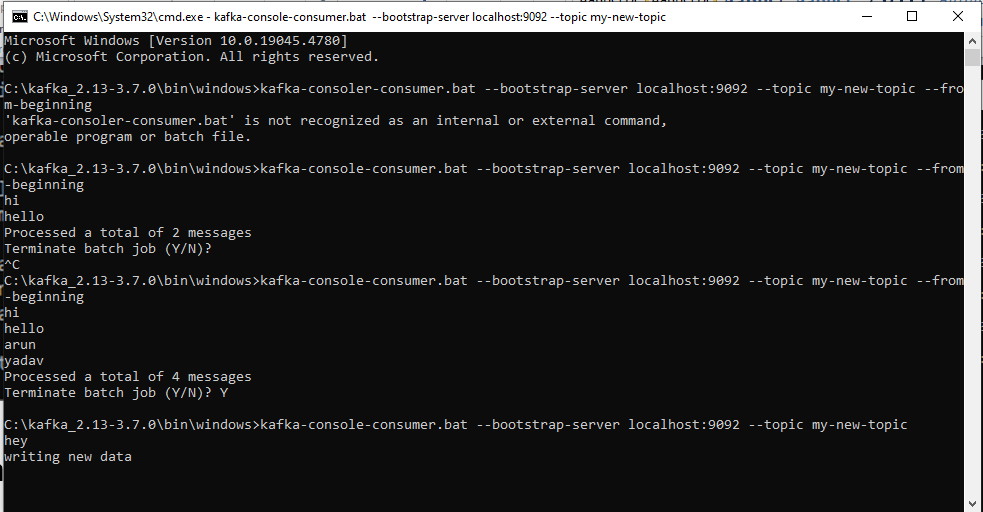 C:\Windows\System32\cmd.exe - kafka-console-consumer.bat --bootstrap-server localhost:9092 --topic my-new-topic
Microsoft Windows [Version 10.0.19045.4780]
(c) Microsoft Corporation. All rights reserved.
C:\kafka_2.13-3.7.0\bin\windows>kafka-consoler-consumer.bat --bootstrap-server localhost:9092 --topic my-new-topic --fro
m-beginning
'kafka-consoler-consumer.bat' is not recognized as an internal or external command,
operable program or batch file.
C:\kafka_2.13-3.7.0\bin\windows>kafka-console-consumer.bat --bootstrap-server localhost:9092 --topic my-new-topic --from
-beginning
hi
hello
Processed a total of 2 messages
Terminate batch job (Y/N)?
^C
C:\kafka_2.13-3.7.0\bin\windows>kafka-console-consumer.bat --bootstrap-server localhost:9092 --topic my-new-topic --from
-beginning
hi
hello
arun
yadav
Processed a total of 4 messages
Terminate batch job (Y/N)? Y
C:\kafka_2.13-3.7.0\bin\windows>kafka-console-consumer.bat --bootstrap-server localhost:9092 --topic my-new-topic
hey
writing new data